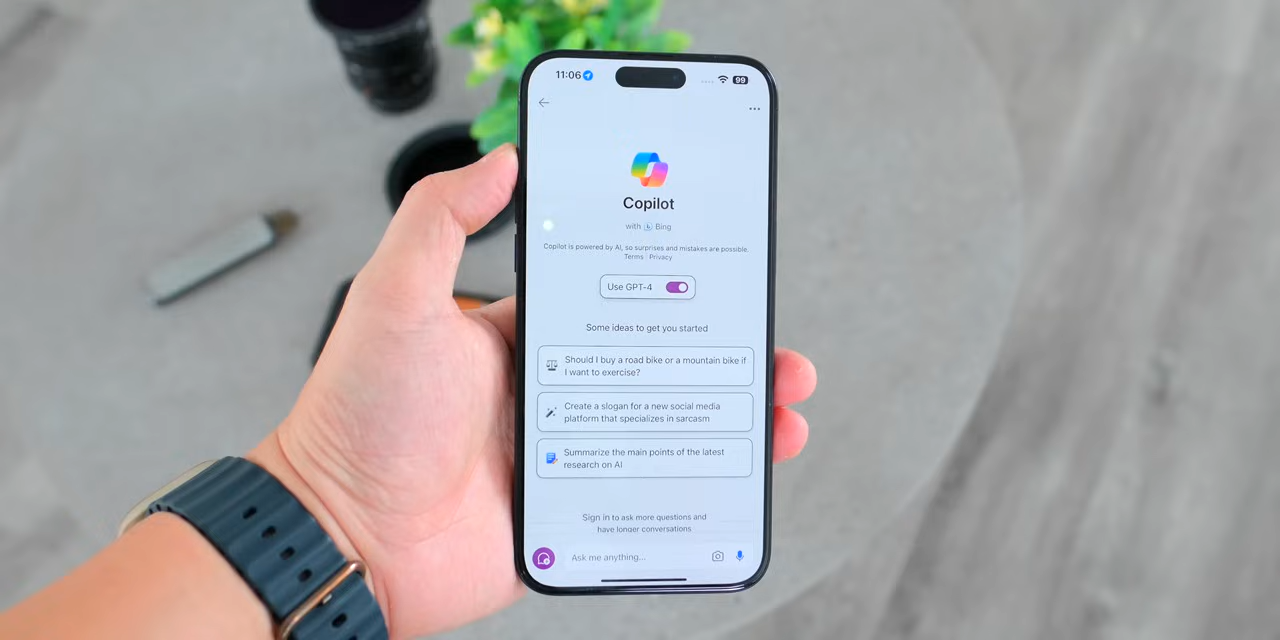 11:06
99
Copilot
with b Bing
Copilot is powered by AI, so surprises and mistakes are possible.
Terms Privacy
Use GPT-4
Some ideas to get you started
Should I buy a road bike or a mountain bike if
I want to exercise?
Create a slogan for a new social media
platform that specializes in sarcasm
Summarize the main points of the latest
research on AI
Sign in to ask more questions and
have longer conversations
Ask me anything...